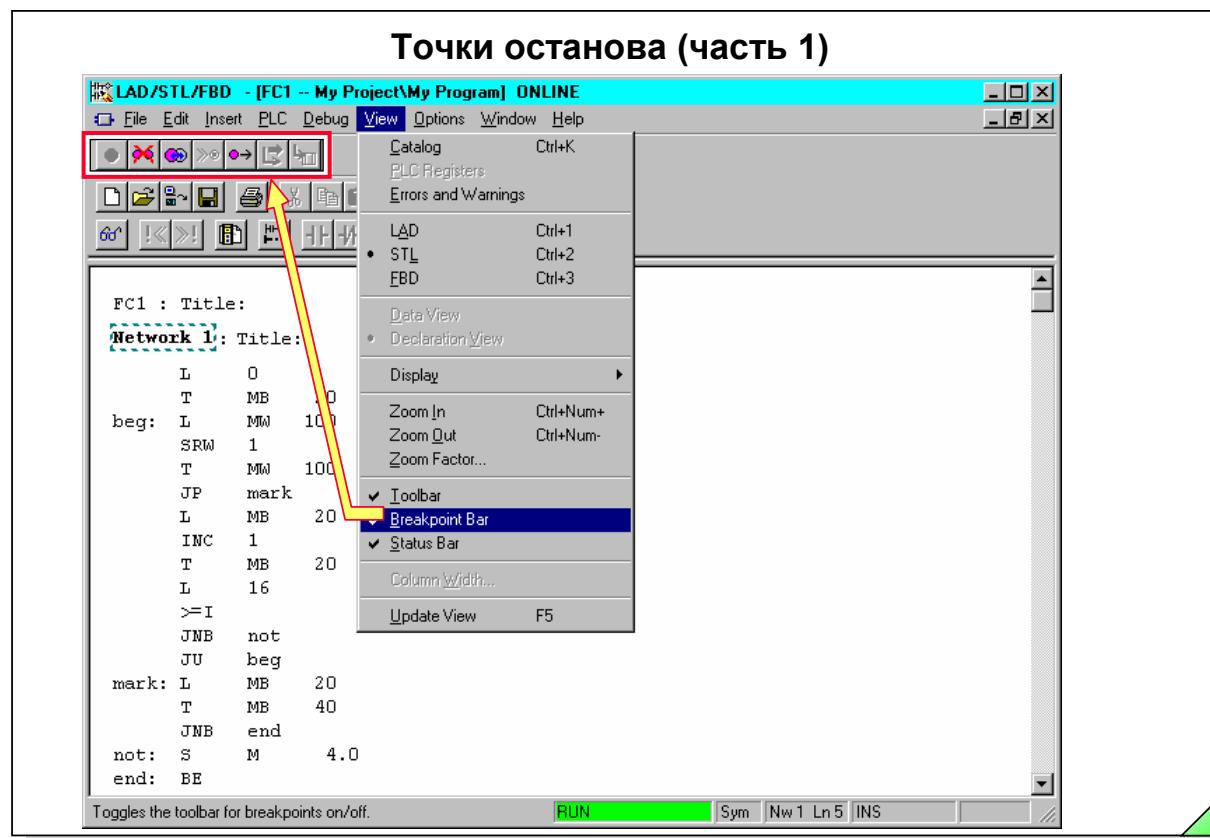 Точки останова (часть 1)
LAD/STL/FBD - [FC1 -- My Project\My Program] ONLINE
File Edit Insert PLC Debug View Options Window Help
Catalog Ctrl+K
PLC Registers
Errors and Warnings
LAD Ctrl+1
STL Ctrl+2
FBD Ctrl+3
Data View
Declaration View
Display
Zoom In Ctrl+Num+
Zoom Out Ctrl+Num-
Zoom Factor...
Toolbar
Breakpoint Bar
Status Bar
Column Width...
Update View F5
FC1 : Title:
Network 1: Title:
L 0
T MB
beg: L MW 100
SRW 1
T MW 100
JP mark
L MB 20
INC 1
T MB 20
L 16
>=I
JNB not
JU beg
mark: L MB 20
T MB 40
JNB end
not: S M 4.0
end: BE
Toggles the toolbar for breakpoints on/off. RUN Sym Nw 1 Ln 5 INS